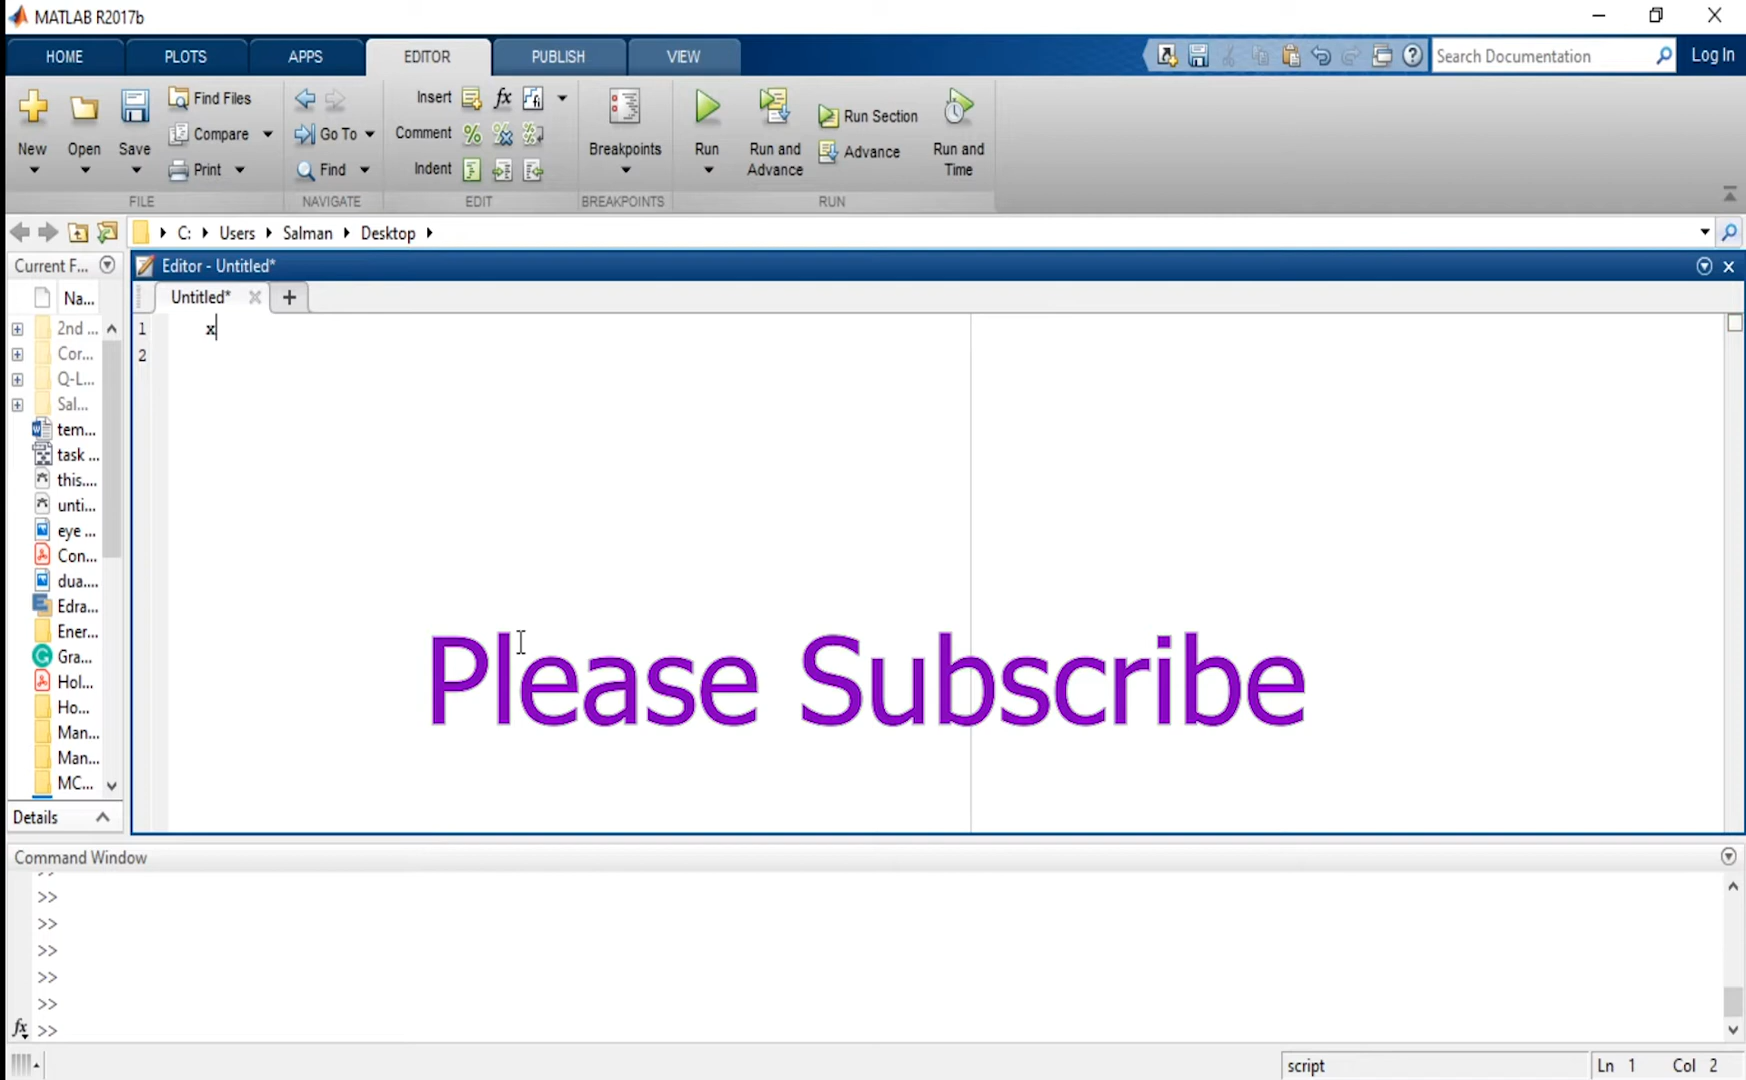 MATLAB R2017b
HOME PLOTS APPS EDITOR PUBLISH VIEW
Search Documentation
Log In
New
Open
Save
Find Files
Compare
Print
FILE
Go To
Find
NAVIGATE
Insert fx
Comment
Indent
EDIT
Breakpoints
BREAKPOINTS
Run
Run and Advance
Run Section
Advance
Run and Time
RUN
C: Users Salman Desktop
Current F...
Na...
2nd ...
Cor...
Q-L...
Sal...
tem...
task ...
this....
unti...
eye ...
Con...
dua....
Edra...
Ener...
Gra...
Hol...
Ho...
Man...
Man...
MC...
Details
Editor - Untitled*
Untitled*
1 x
2
Please Subscribe
Command Window
>>
>>
>>
>>
>>
fx >>
script
Ln 1 Col 2